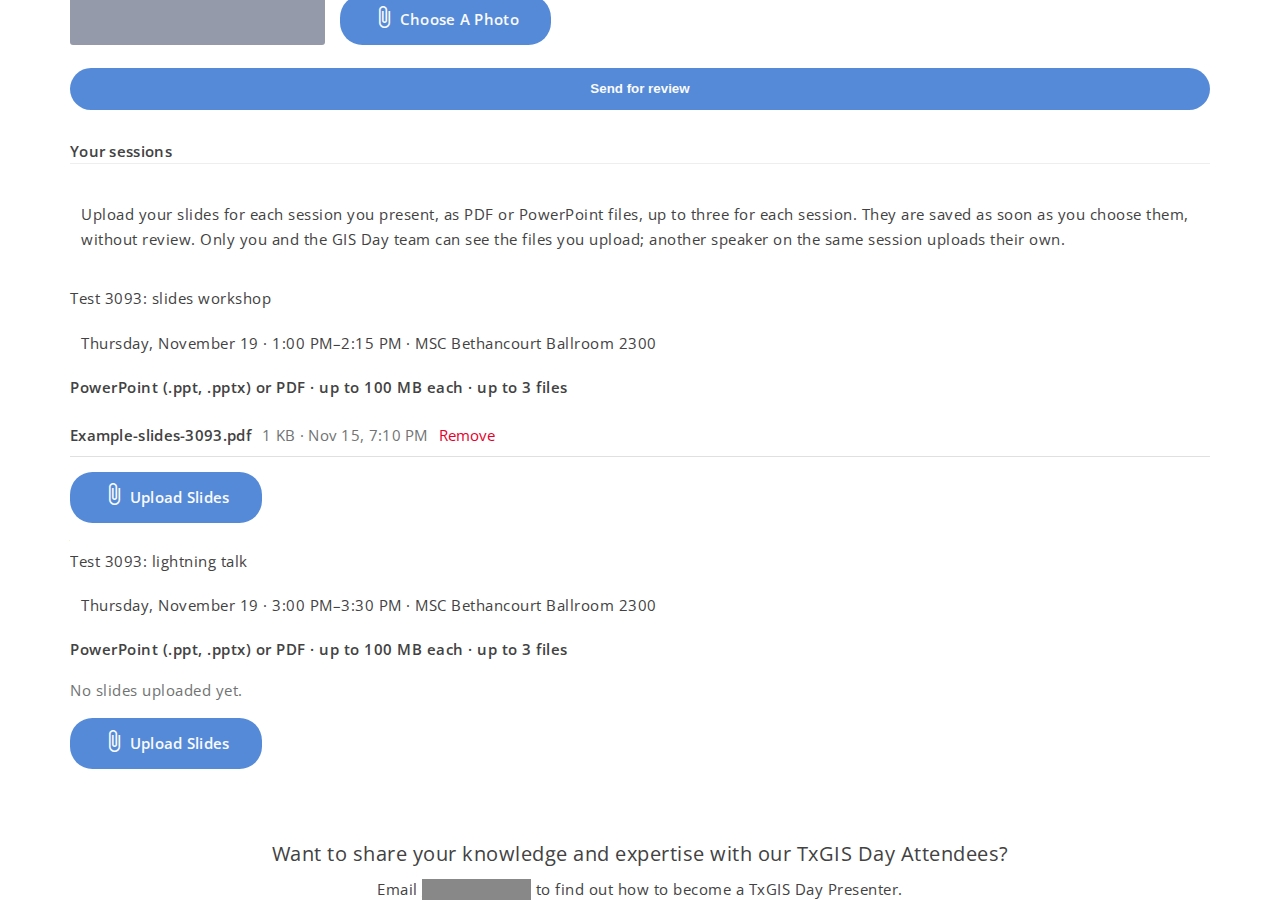 Choose A Photo
Send for review
Your sessions
Upload your slides for each session you present, as PDF or PowerPoint files, up to three for each session. They are saved as soon as you choose them,
without review. Only you and the GIS Day team can see the files you upload; another speaker on the same session uploads their own.
Test 3093: slides workshop
Thursday, November 19 · 1:00 PM–2:15 PM · MSC Bethancourt Ballroom 2300
PowerPoint (.ppt, .pptx) or PDF · up to 100 MB each · up to 3 files
Example-slides-3093.pdf 1 KB · Nov 15, 7:10 PM Remove
Upload Slides
Test 3093: lightning talk
Thursday, November 19 · 3:00 PM–3:30 PM · MSC Bethancourt Ballroom 2300
PowerPoint (.ppt, .pptx) or PDF · up to 100 MB each · up to 3 files
No slides uploaded yet.
Upload Slides
Want to share your knowledge and expertise with our TxGIS Day Attendees?
Email to find out how to become a TxGIS Day Presenter.